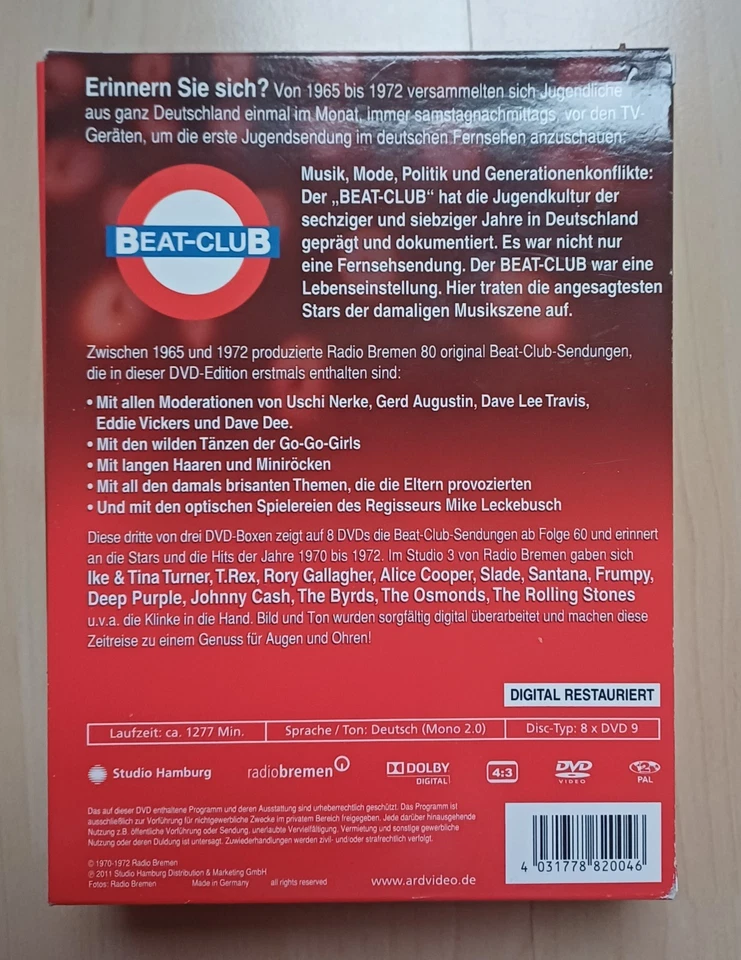 Erinnern Sie sich? Von 1965 bis 1972 versammelten sich Jugendliche
aus ganz Deutschland einmal im Monat, immer samstagnachmittags, vor den TV-
Geräten, um die erste Jugendsendung im deutschen Fernsehen anzuschauen:
Musik, Mode, Politik und Generationenkonflikte:
Der „BEAT-CLUB“ hat die Jugendkultur der
sechziger und siebziger Jahre in Deutschland
geprägt und dokumentiert. Es war nicht nur
eine Fernsehsendung. Der BEAT-CLUB war eine
Lebenseinstellung. Hier traten die angesagtesten
Stars der damaligen Musikszene auf.
BEAT-CLUB
Zwischen 1965 und 1972 produzierte Radio Bremen 80 original Beat-Club-Sendungen,
die in dieser DVD-Edition erstmals enthalten sind:
• Mit allen Moderationen von Uschi Nerke, Gerd Augustin, Dave Lee Travis,
Eddie Vickers und Dave Dee.
• Mit den wilden Tänzen der Go-Go-Girls
• Mit langen Haaren und Miniröcken
• Mit all den damals brisanten Themen, die die Eltern provozierten
• Und mit den optischen Spielereien des Regisseurs Mike Leckebusch
Diese dritte von drei DVD-Boxen zeigt auf 8 DVDs die Beat-Club-Sendungen ab Folge 60 und erinnert
an die Stars und die Hits der Jahre 1970 bis 1972. Im Studio 3 von Radio Bremen gaben sich
Ike & Tina Turner, T.Rex, Rory Gallagher, Alice Cooper, Slade, Santana, Frumpy,
Deep Purple, Johnny Cash, The Byrds, The Osmonds, The Rolling Stones
u.v.a. die Klinke in die Hand. Bild und Ton wurden sorgfältig digital überarbeitet und machen diese
Zeitreise zu einem Genuss für Augen und Ohren!
DIGITAL RESTAURIERT
Laufzeit: ca. 1277 Min. Sprache / Ton: Deutsch (Mono 2.0) Disc-Typ: 8 x DVD 9
Studio Hamburg radiobremen DOLBY DIGITAL 4:3 DVD VIDEO 2 PAL
Das auf dieser DVD enthaltene Programm und deren Ausstattung sind urheberrechtlich geschützt. Das Programm ist
ausschließlich zur Vorführung für nichtgewerbliche Zwecke im privaten Bereich freigegeben. Jede darüber hinausgehende
Nutzung z.B. öffentliche Vorführung oder Sendung, unerlaubte Vervielfältigung, Vermietung und sonstige gewerbliche
Nutzung oder deren Duldung ist untersagt. Zuwiderhandlungen werden zivil- und/oder strafrechtlich verfolgt.
© 1970-1972 Radio Bremen
℗ 2011 Studio Hamburg Distribution & Marketing GmbH
Fotos: Radio Bremen Made in Germany all rights reserved
www.ardvideo.de
4 031778 820046